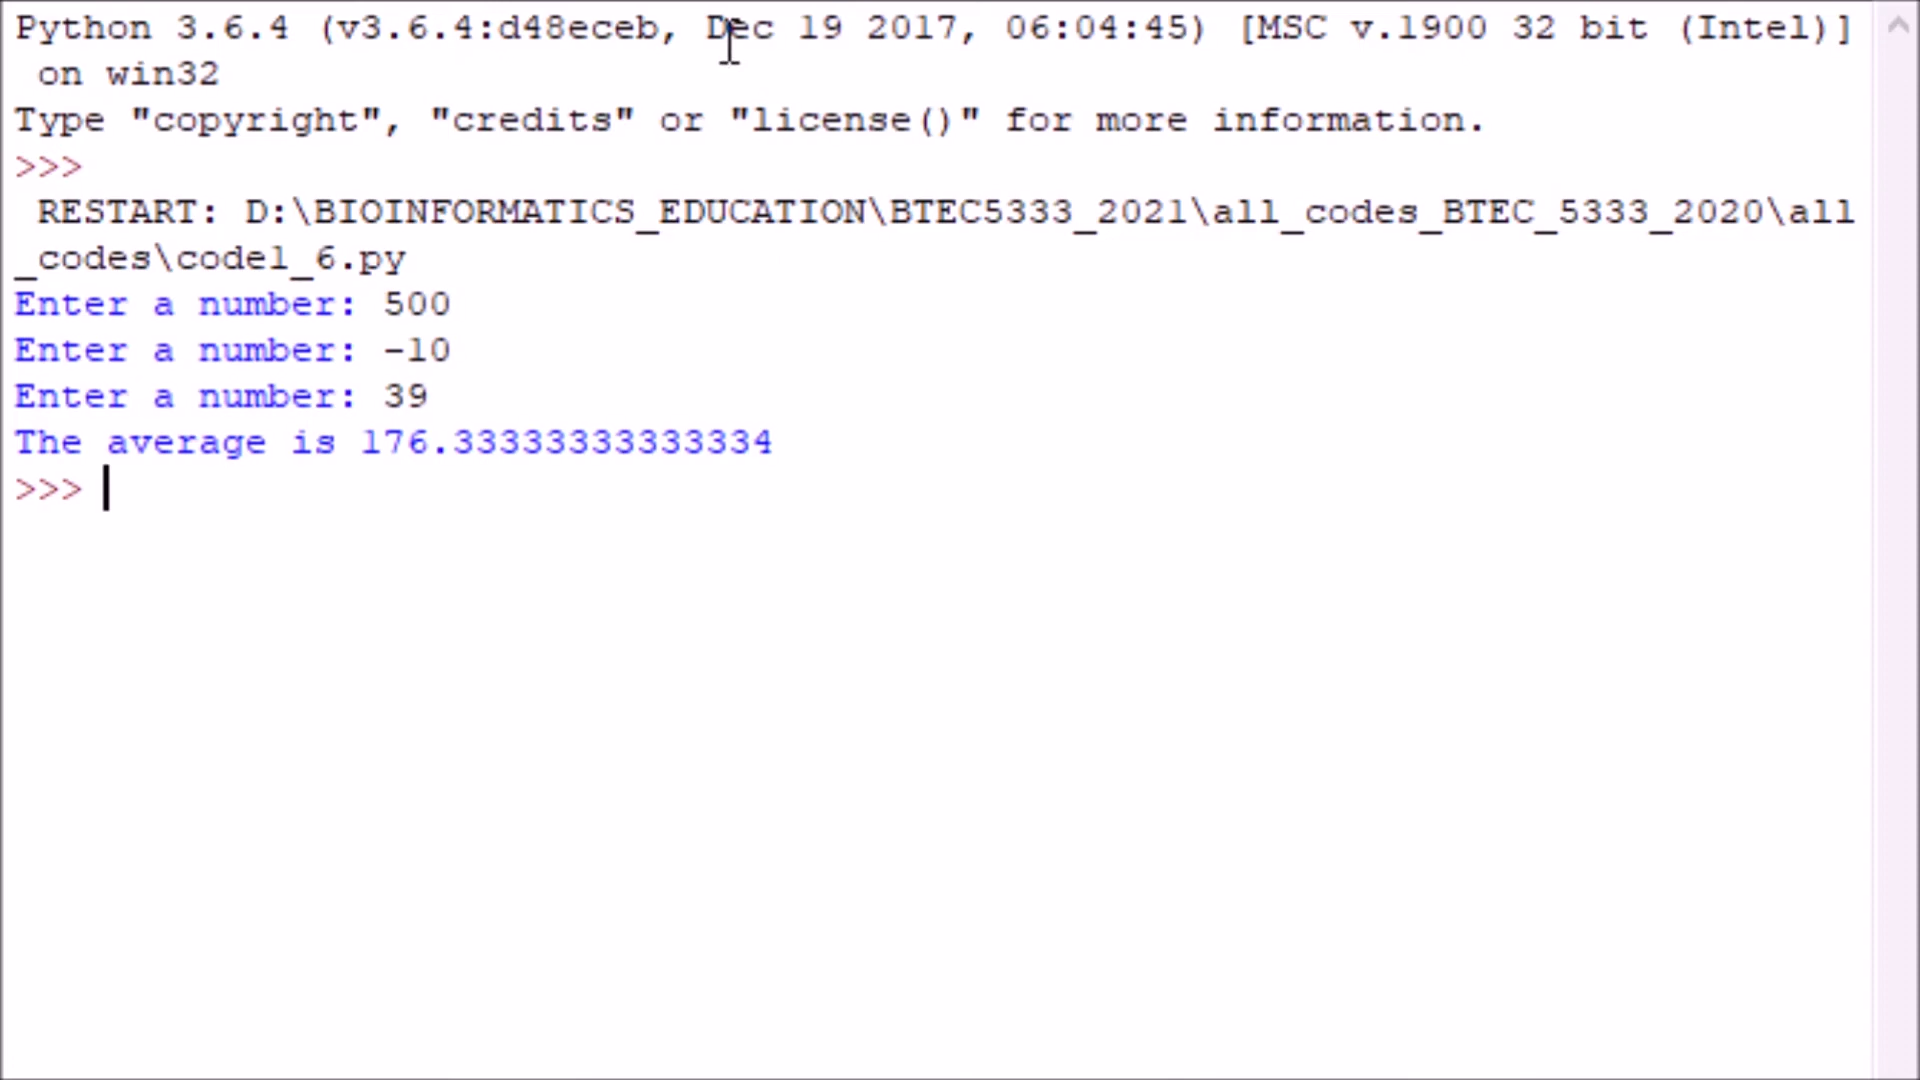 Python 3.6.4 (v3.6.4:d48eceb, Dec 19 2017, 06:04:45) [MSC v.1900 32 bit (Intel)]
on win32
Type "copyright", "credits" or "license()" for more information.
>>>
RESTART: D:\BIOINFORMATICS_EDUCATION\BTEC5333_2021\all_codes_BTEC_5333_2020\all
_codes\code1_6.py
Enter a number: 500
Enter a number: -10
Enter a number: 39
The average is 176.33333333333334
>>>